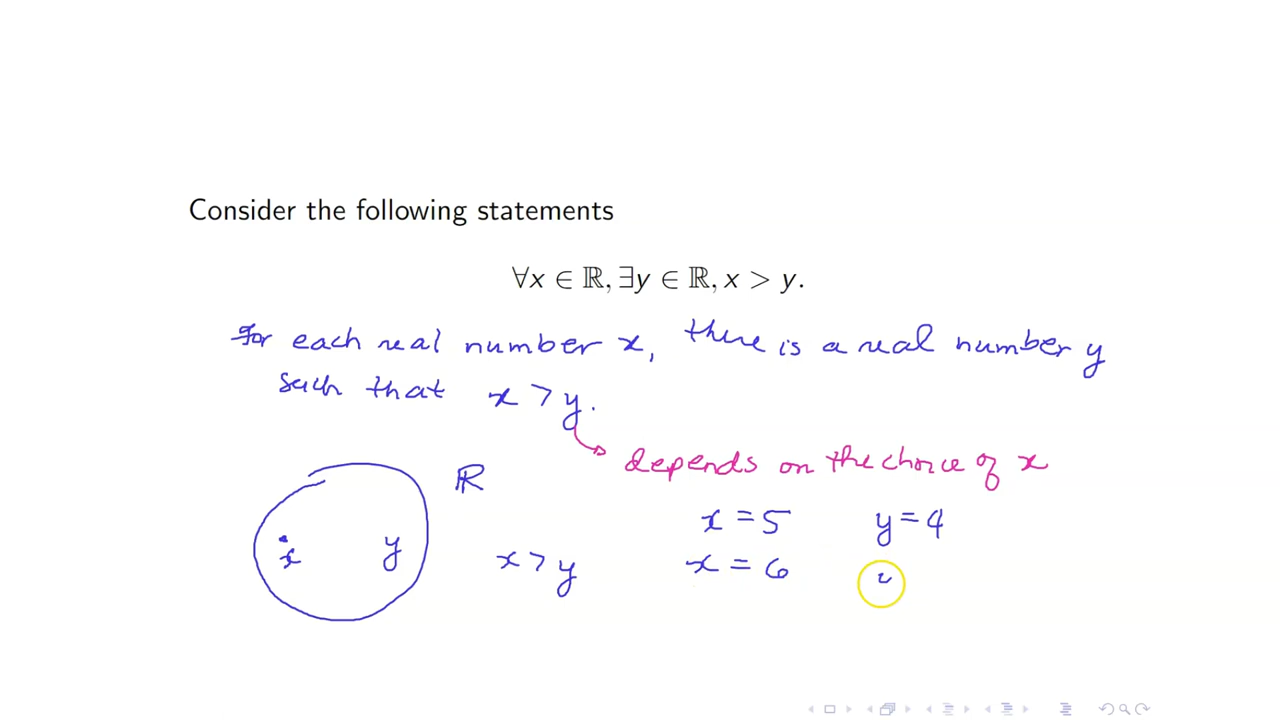 Consider the following statements
∀x ∈ ℝ, ∃y ∈ ℝ, x > y.
For each real number x, there is a real number y
such that x > y.
depends on the choice of x
ℝ
x = 5 y = 4
x y x > y x = 6